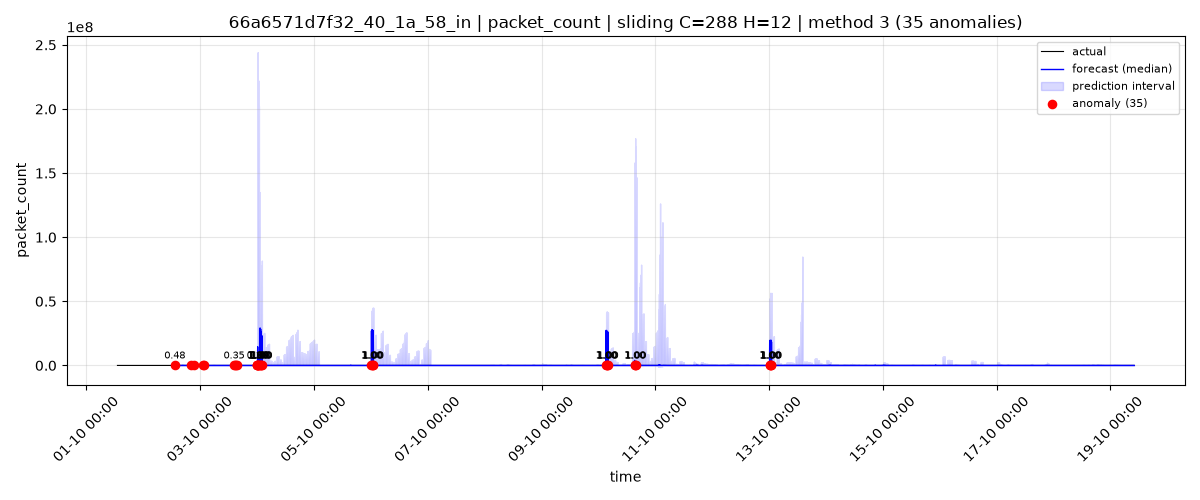 66a6571d7f32_40_1a_58_in | packet_count | sliding C=288 H=12 | method 3 (35 anomalies)
1e8
2.5
2.0
1.5
1.0
0.5
0.0
packet_count
actual
forecast (median)
prediction interval
anomaly (35)
0.48
0.35
1.00
1.00
1.00
1.00
01-10 00:00
03-10 00:00
05-10 00:00
07-10 00:00
09-10 00:00
11-10 00:00
13-10 00:00
15-10 00:00
17-10 00:00
19-10 00:00
time